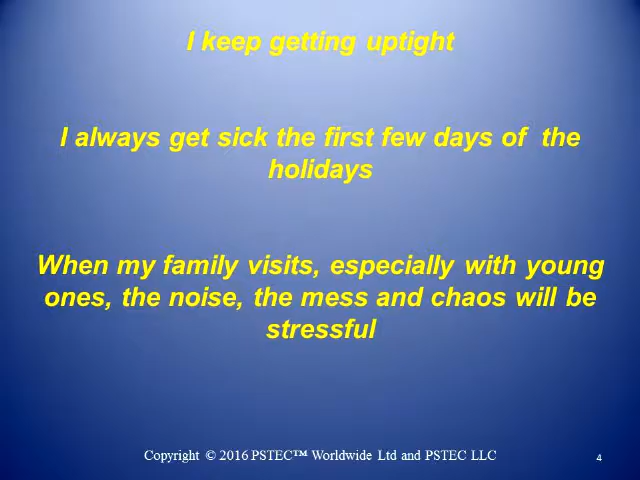 I keep getting uptight
I always get sick the first few days of the
holidays
When my family visits, especially with young
ones, the noise, the mess and chaos will be
stressful
Copyright © 2016 PSTEC™ Worldwide Ltd and PSTEC LLC
4